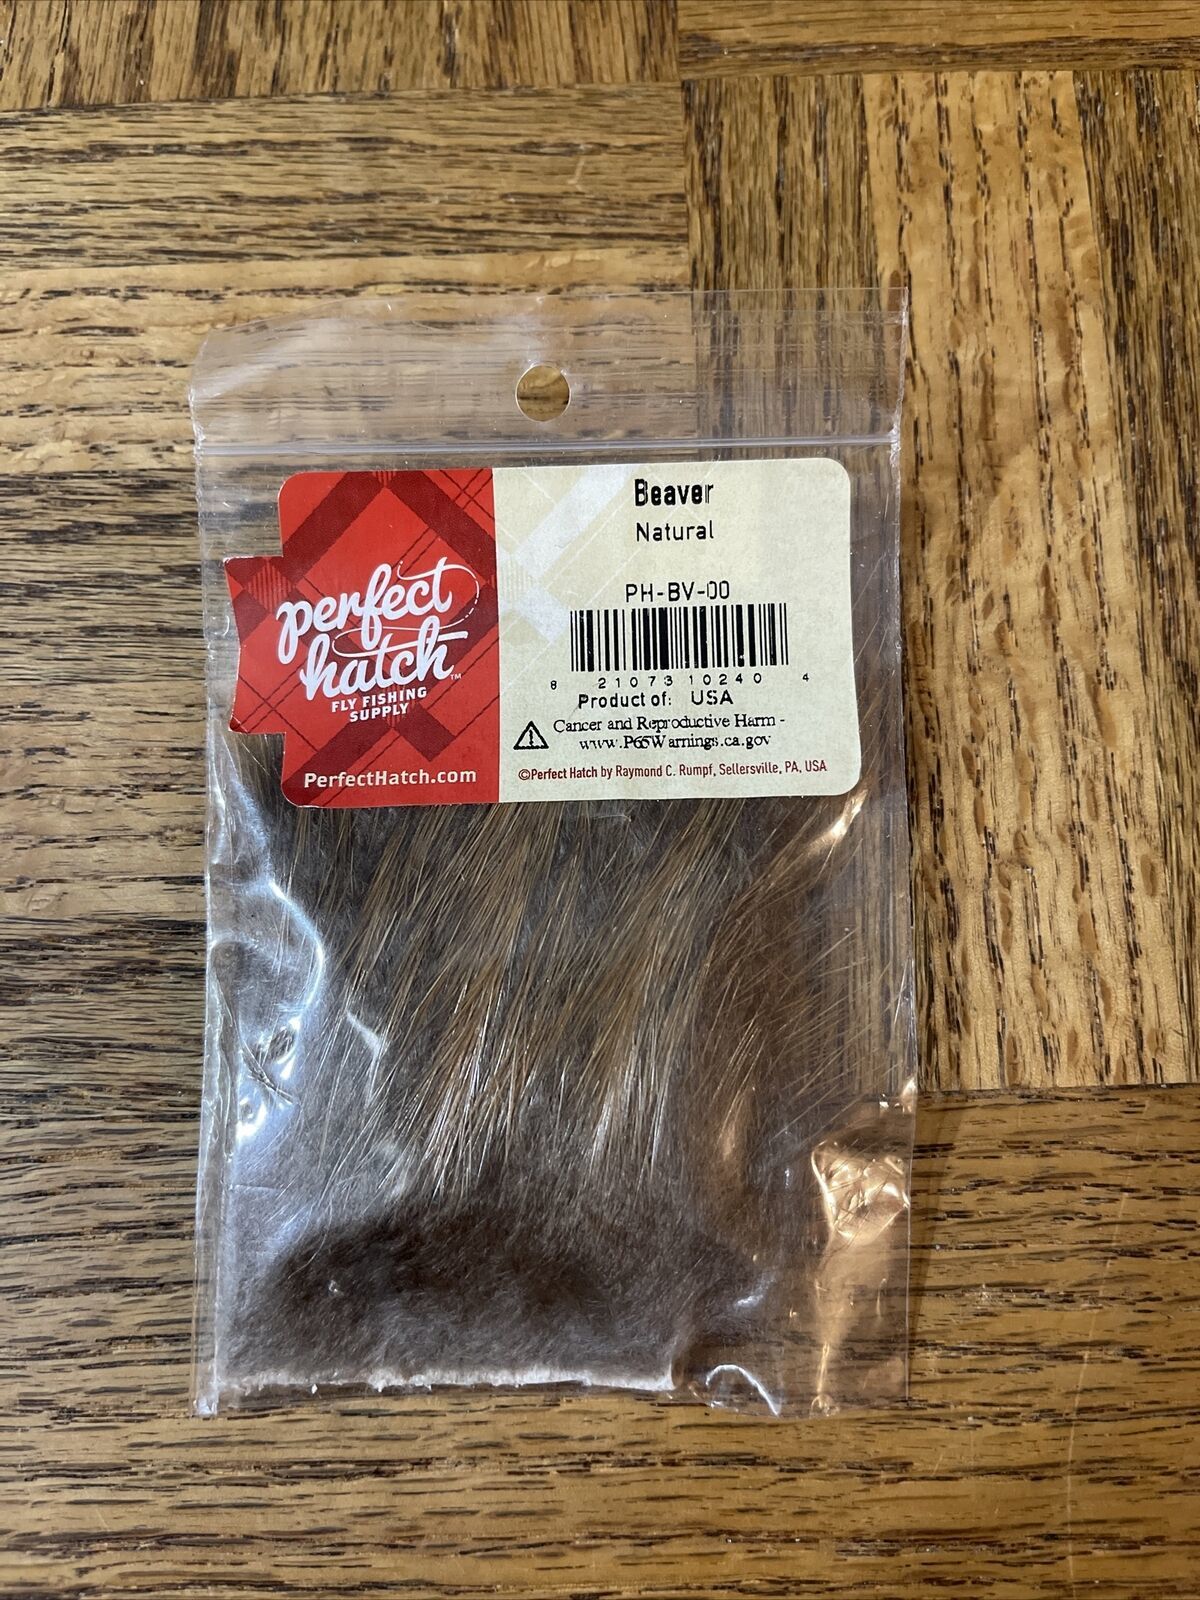 perfect
hatch™
FLY FISHING
SUPPLY
PerfectHatch.com
Beaver
Natural
PH-BV-00
8 21073 10240 4
Product of: USA
Cancer and Reproductive Harm -
www.P65Warnings.ca.gov
©Perfect Hatch by Raymond C. Rumpf, Sellersville, PA, USA